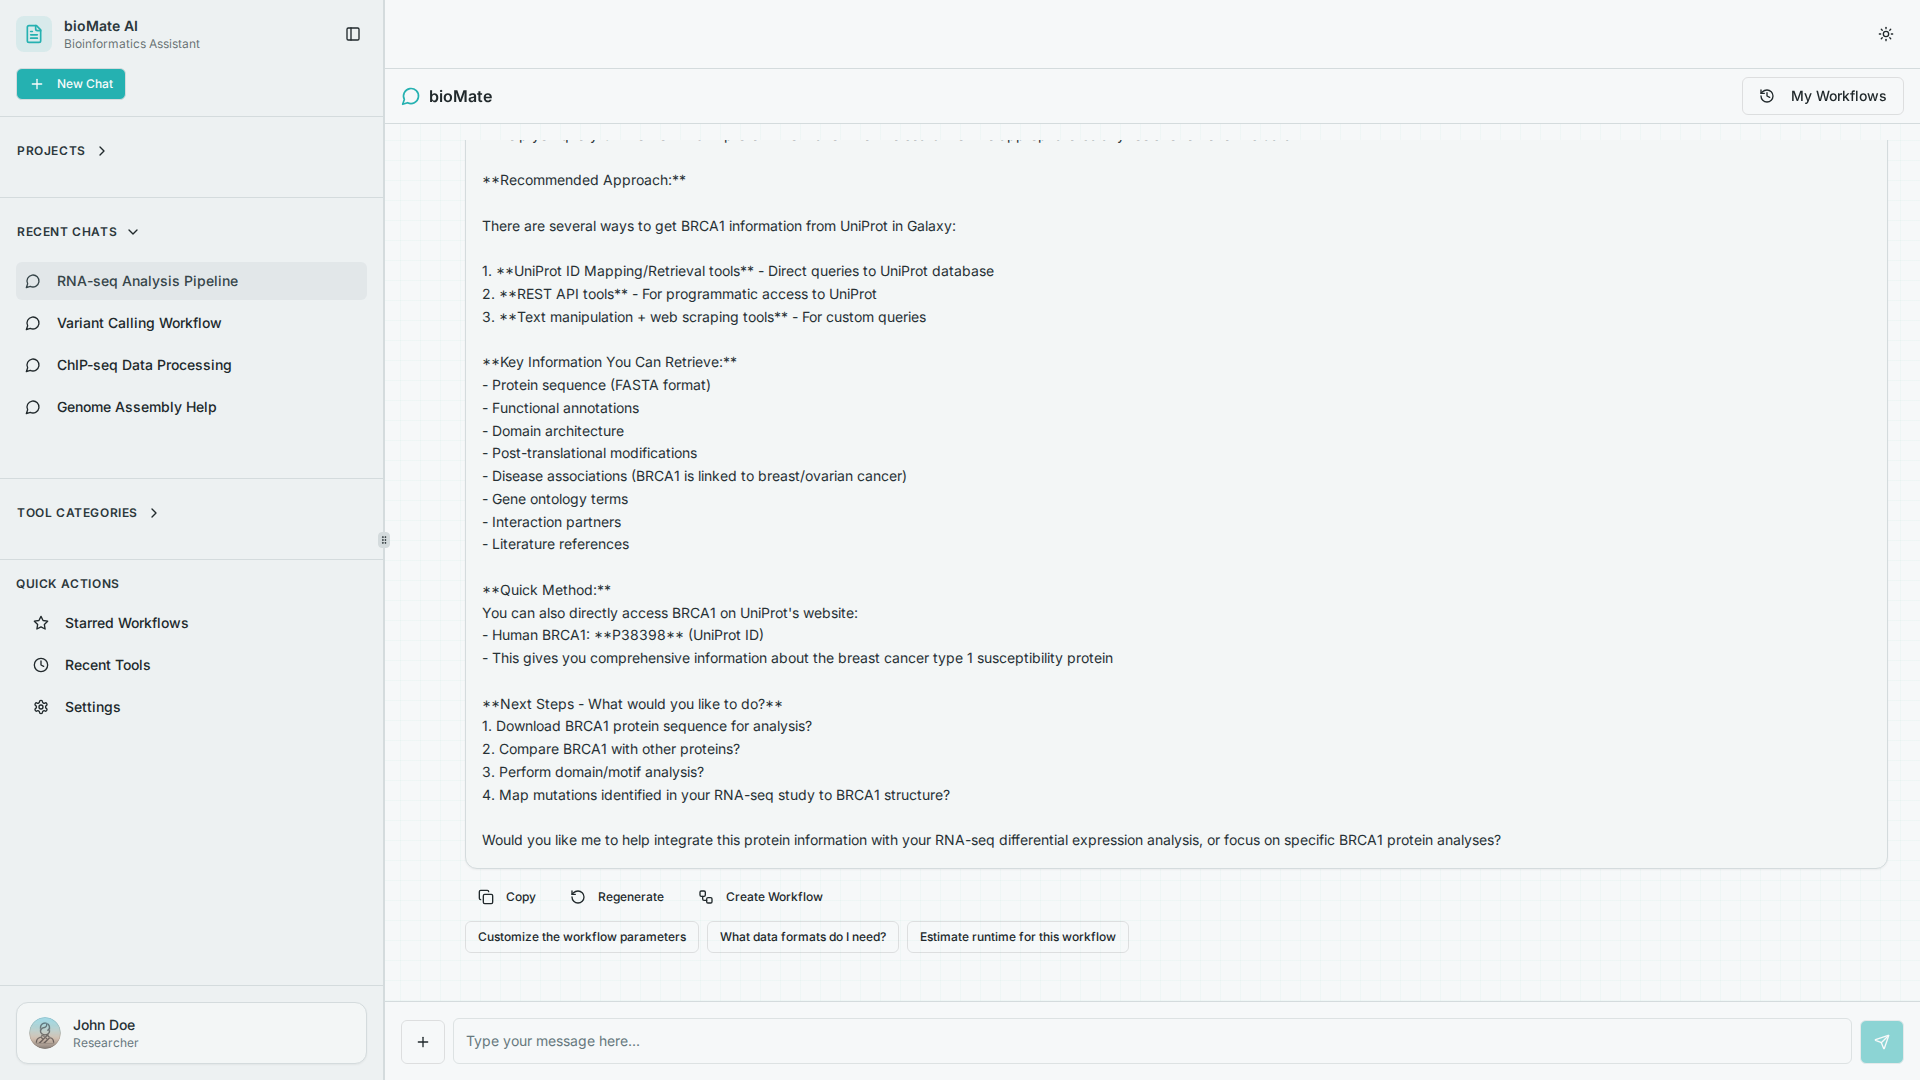 bioMate AI
Bioinformatics Assistant
New Chat
PROJECTS
RECENT CHATS
RNA-seq Analysis Pipeline
Variant Calling Workflow
ChIP-seq Data Processing
Genome Assembly Help
TOOL CATEGORIES
QUICK ACTIONS
Starred Workflows
Recent Tools
Settings
John Doe
Researcher
bioMate
My Workflows
**Recommended Approach:**
There are several ways to get BRCA1 information from UniProt in Galaxy:
1. **UniProt ID Mapping/Retrieval tools** - Direct queries to UniProt database
2. **REST API tools** - For programmatic access to UniProt
3. **Text manipulation + web scraping tools** - For custom queries
**Key Information You Can Retrieve:**
- Protein sequence (FASTA format)
- Functional annotations
- Domain architecture
- Post-translational modifications
- Disease associations (BRCA1 is linked to breast/ovarian cancer)
- Gene ontology terms
- Interaction partners
- Literature references
**Quick Method:**
You can also directly access BRCA1 on UniProt's website:
- Human BRCA1: **P38398** (UniProt ID)
- This gives you comprehensive information about the breast cancer type 1 susceptibility protein
**Next Steps - What would you like to do?**
1. Download BRCA1 protein sequence for analysis?
2. Compare BRCA1 with other proteins?
3. Perform domain/motif analysis?
4. Map mutations identified in your RNA-seq study to BRCA1 structure?
Would you like me to help integrate this protein information with your RNA-seq differential expression analysis, or focus on specific BRCA1 protein analyses?
Copy
Regenerate
Create Workflow
Customize the workflow parameters
What data formats do I need?
Estimate runtime for this workflow
Type your message here...